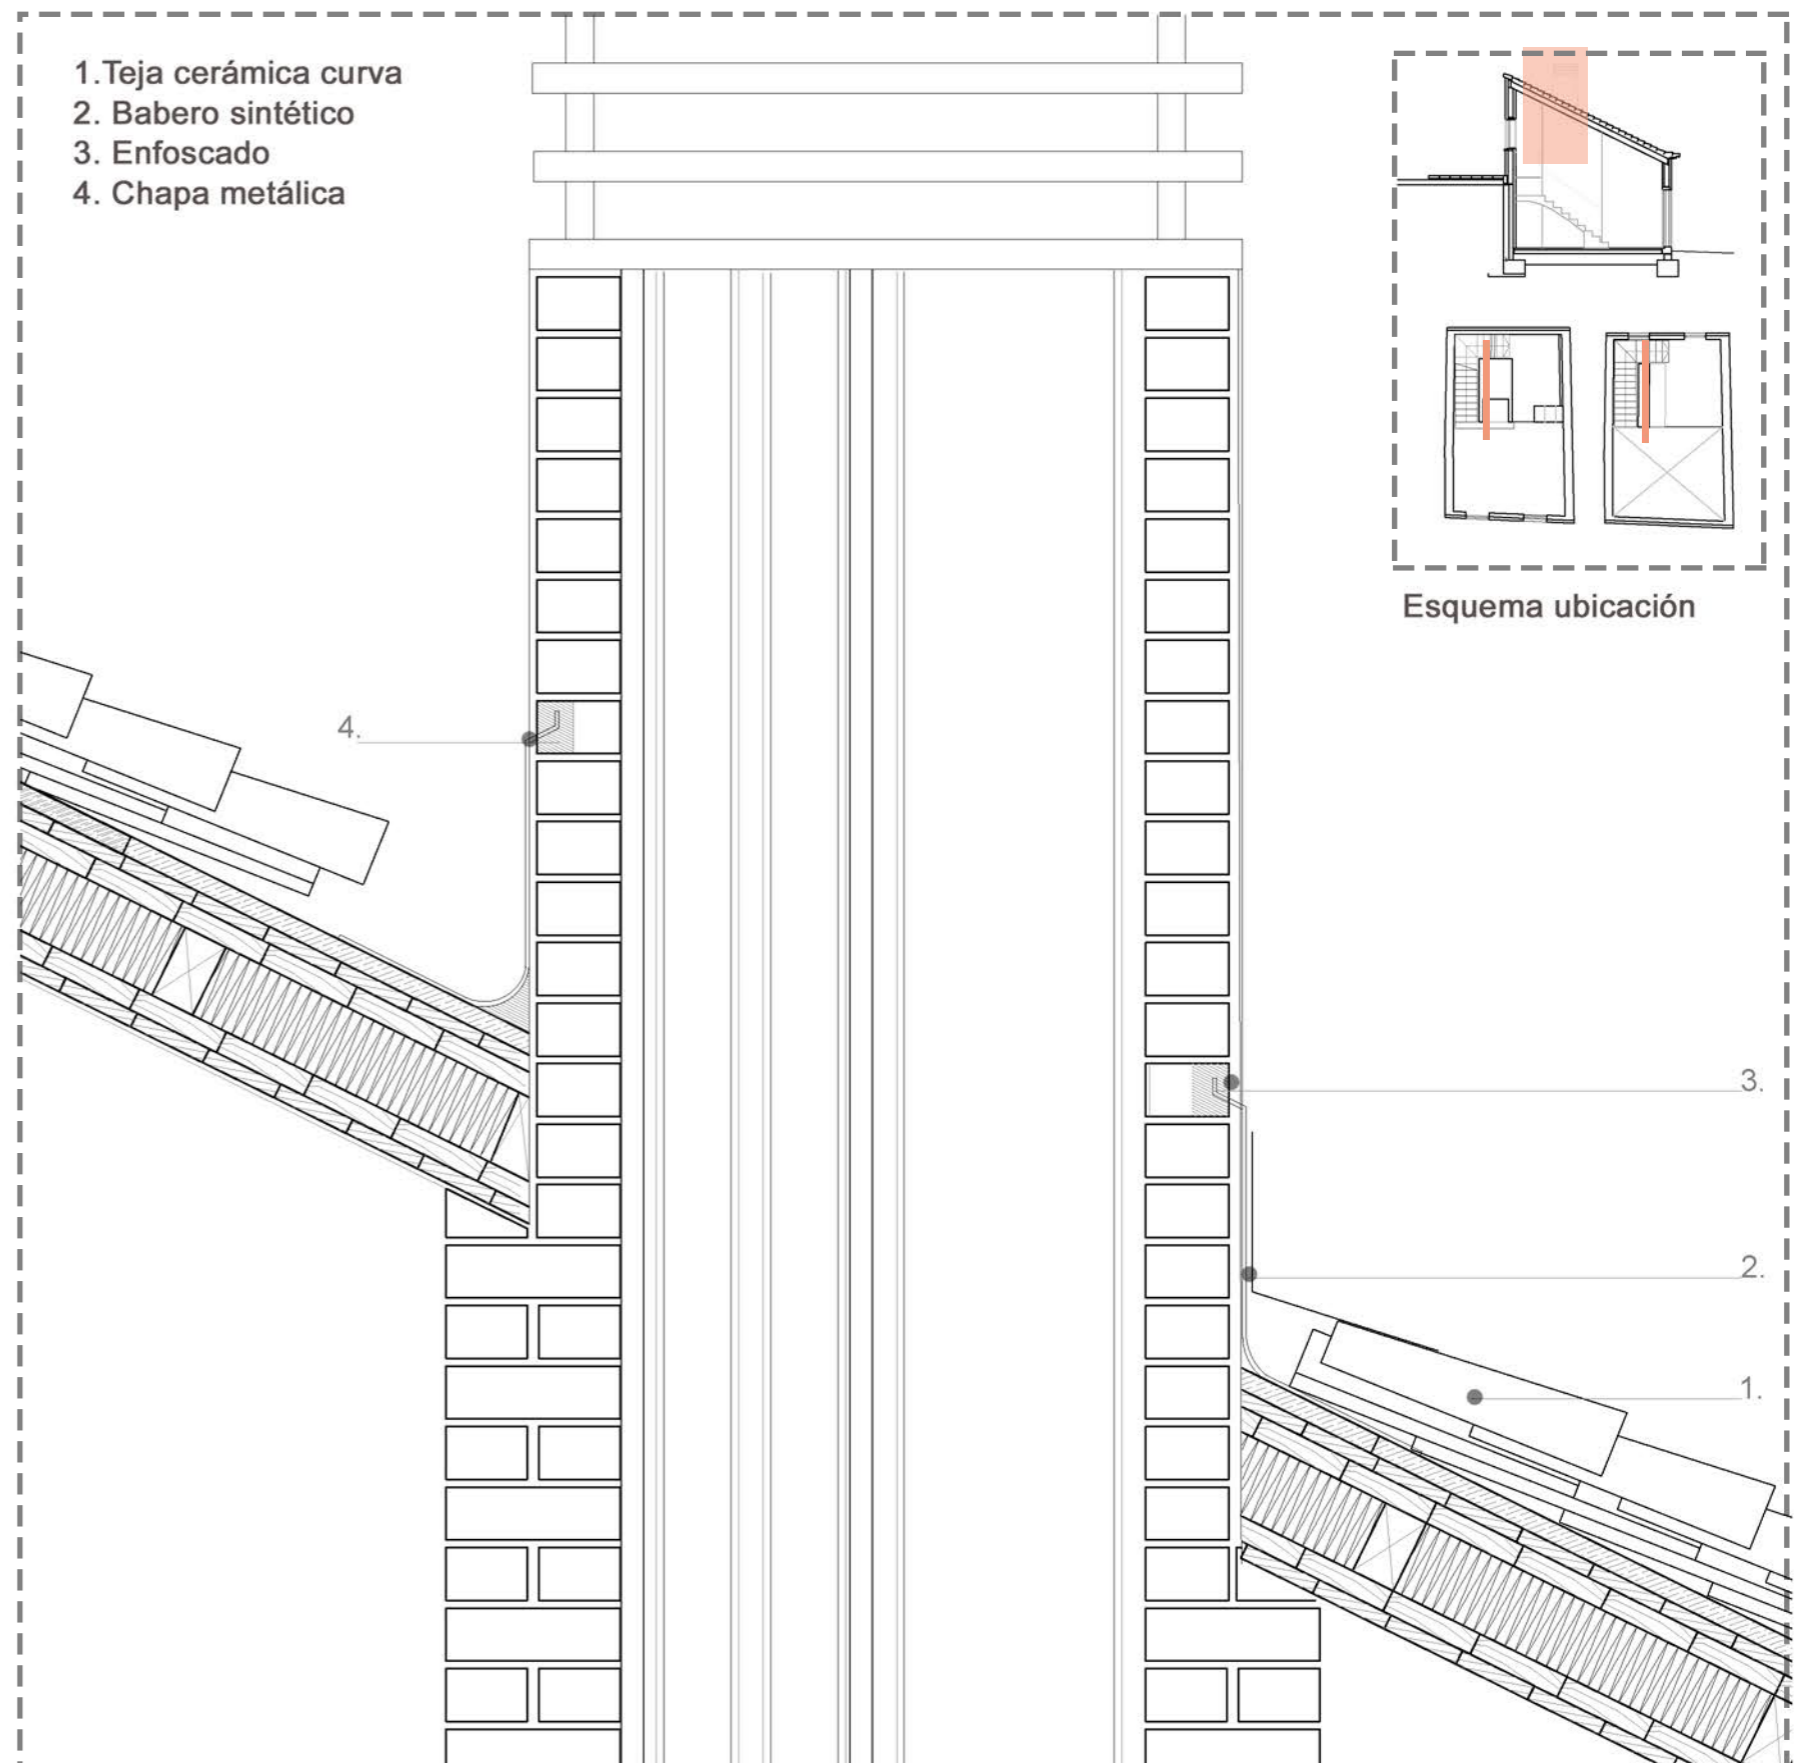 1.Teja cerámica curva
2. Babero sintético
3. Enfoscado
4. Chapa metálica
Esquema ubicación
4.
3.
2.
1.